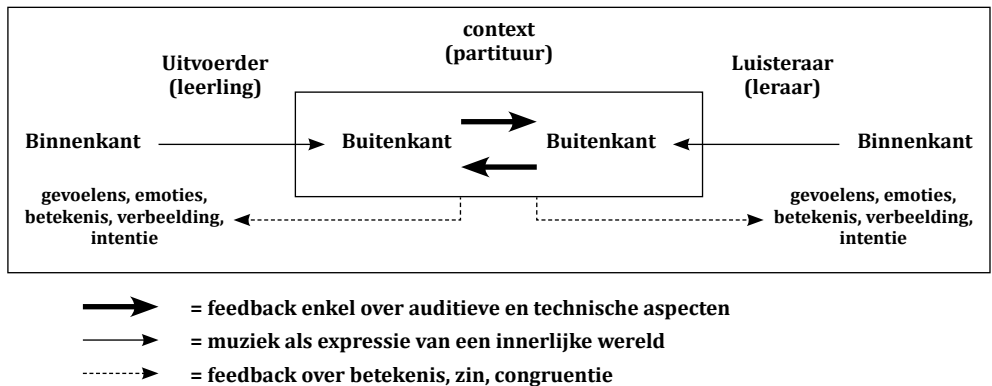 context
(partituur)
Uitvoerder
(leerling)
Luisteraar
(leraar)
Binnenkant
Buitenkant
Buitenkant
Binnenkant
gevoelens, emoties,
betekenis, verbeelding,
intentie
gevoelens, emoties,
betekenis, verbeelding,
intentie
= feedback enkel over auditieve en technische aspecten
= muziek als expressie van een innerlijke wereld
= feedback over betekenis, zin, congruentie